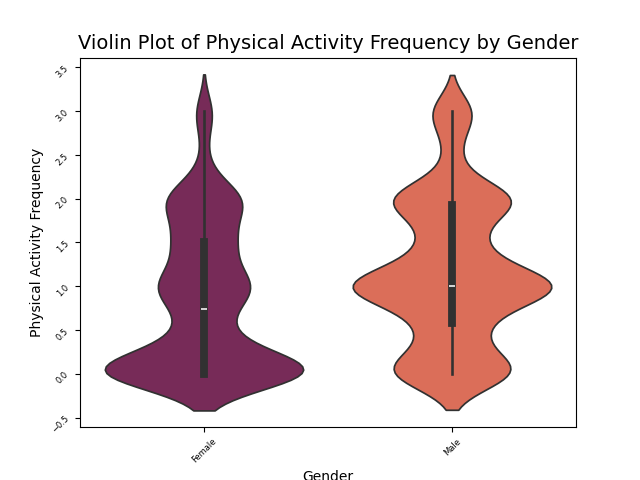 Violin Plot of Physical Activity Frequency by Gender
Physical Activity Frequency
3.5
3.0
2.5
2.0
1.5
1.0
0.5
0.0
−0.5
Female
Male
Gender